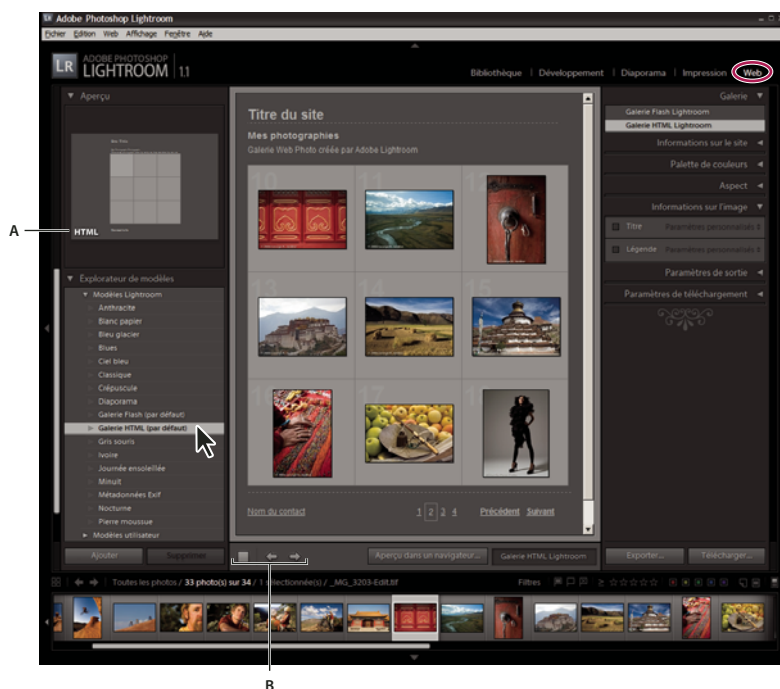 Adobe Photoshop Lightroom
Fichier Edition Web Affichage Fenêtre Aide
LR ADOBE PHOTOSHOP LIGHTROOM 1.1
Bibliothèque | Développement | Diaporama | Impression Web
Aperçu
HTML
A
Explorateur de modèles
Modèles Lightroom
Anthracite
Blanc papier
Bleu glacier
Blues
Ciel bleu
Classique
Crépuscule
Diaporama
Galerie Flash (par défaut)
Galerie HTML (par défaut)
Gris souris
Ivoire
Journée ensoleillée
Minuit
Métadonnées Exif
Nocturne
Pierre mousse
Modèles utilisateur
Ajouter Supprimer
Titre du site
Mes photographies
Galerie Web Photo créée par Adobe Lightroom
10 11 12
13 14 15
16 17
Nom du contact 1 2 3 4 Précédent Suivant
Aperçu dans un navigateur... Galerie HTML Lightroom
Galerie
Galerie Flash Lightroom
Galerie HTML Lightroom
Informations sur le site
Palette de couleurs
Aspect
Informations sur l'image
Titre Paramètres personnalisés
Légende Paramètres personnalisés
Paramètres de sortie
Paramètres de téléchargement
Exporter... Télécharger...
Toutes les photos / 33 photo(s) sur 34 / 1 sélectionnée(s) / _MG_3203-Edit.tif
Filtres
B